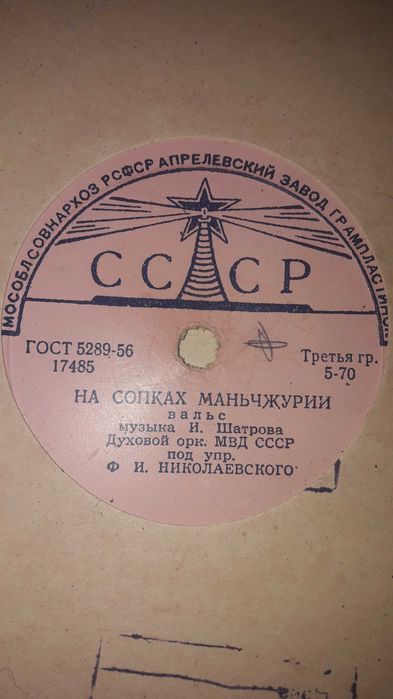 МОСОБЛСОВНАРХОЗ РСФСР АПРЕЛЕВСКИЙ ЗАВОД ГРАМПЛАСТИНОК
СССР
ГОСТ 5289-56
17485
Третья гр.
5-70
НА СОПКАХ МАНЬЧЖУРИИ
вальс
музыка И. Шатрова
Духовой орк. МВД СССР
под упр.
Ф И. НИКОЛАЕВСКОГО